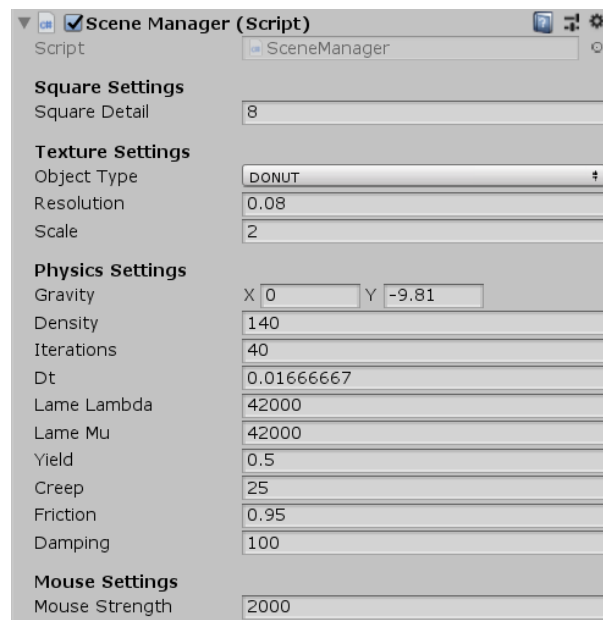 Scene Manager (Script)
Script SceneManager
Square Settings
Square Detail 8
Texture Settings
Object Type DONUT
Resolution 0.08
Scale 2
Physics Settings
Gravity X 0 Y -9.81
Density 140
Iterations 40
Dt 0.01666667
Lame Lambda 42000
Lame Mu 42000
Yield 0.5
Creep 25
Friction 0.95
Damping 100
Mouse Settings
Mouse Strength 2000